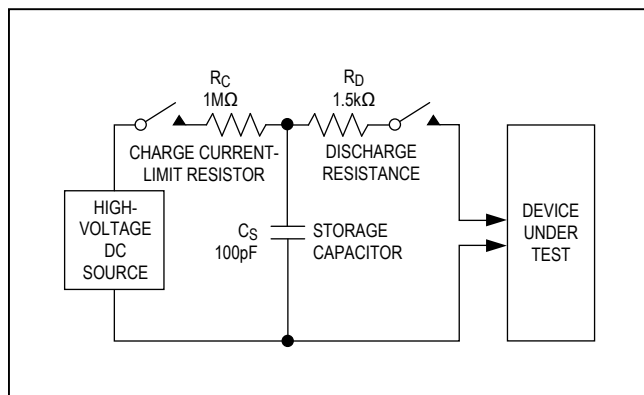 RC
1MΩ
CHARGE CURRENT-
LIMIT RESISTOR
RD
1.5kΩ
DISCHARGE
RESISTANCE
HIGH-
VOLTAGE
DC
SOURCE
CS
100pF
STORAGE
CAPACITOR
DEVICE
UNDER
TEST